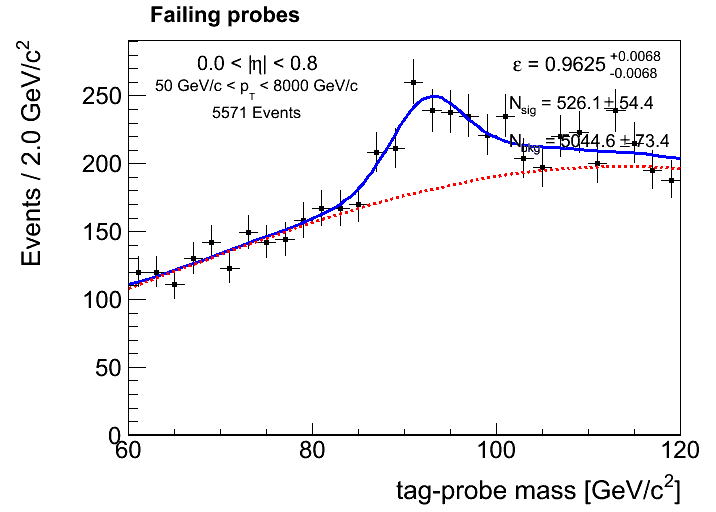 Failing probes
Events / 2.0 GeV/c²
0.0 < |η| < 0.8
50 GeV/c < p_T < 8000 GeV/c
5571 Events
ε = 0.9625 +0.0068 -0.0068
N_sig = 526.1 ± 54.4
N_bkg = 5044.6 ± 73.4
250
200
150
100
50
0
60 80 100 120
tag-probe mass [GeV/c²]